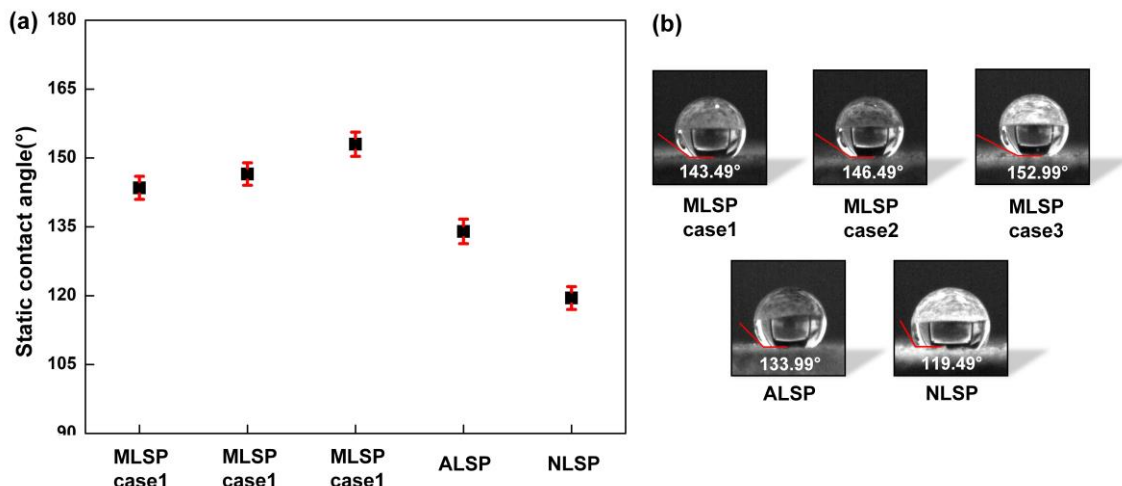 (a)
Static contact angle(°)
180
165
150
135
120
105
90
MLSP case1
MLSP case1
MLSP case1
ALSP
NLSP
(b)
143.49°
146.49°
152.99°
MLSP case1
MLSP case2
MLSP case3
133.99°
119.49°
ALSP
NLSP